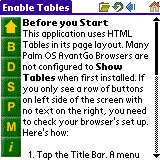 Enable Tables
Before you Start
This application uses HTML
Tables in its page layout. Many
Palm OS AvantGo Browsers are
not configured to Show
Tables when first installed. If
you only see a row of buttons
on left side of the screen with
no text on the right, you need
to check your browser's set up.
Here's how:
1. Tap the Title Bar. A menu
B
D
S
P
M
i